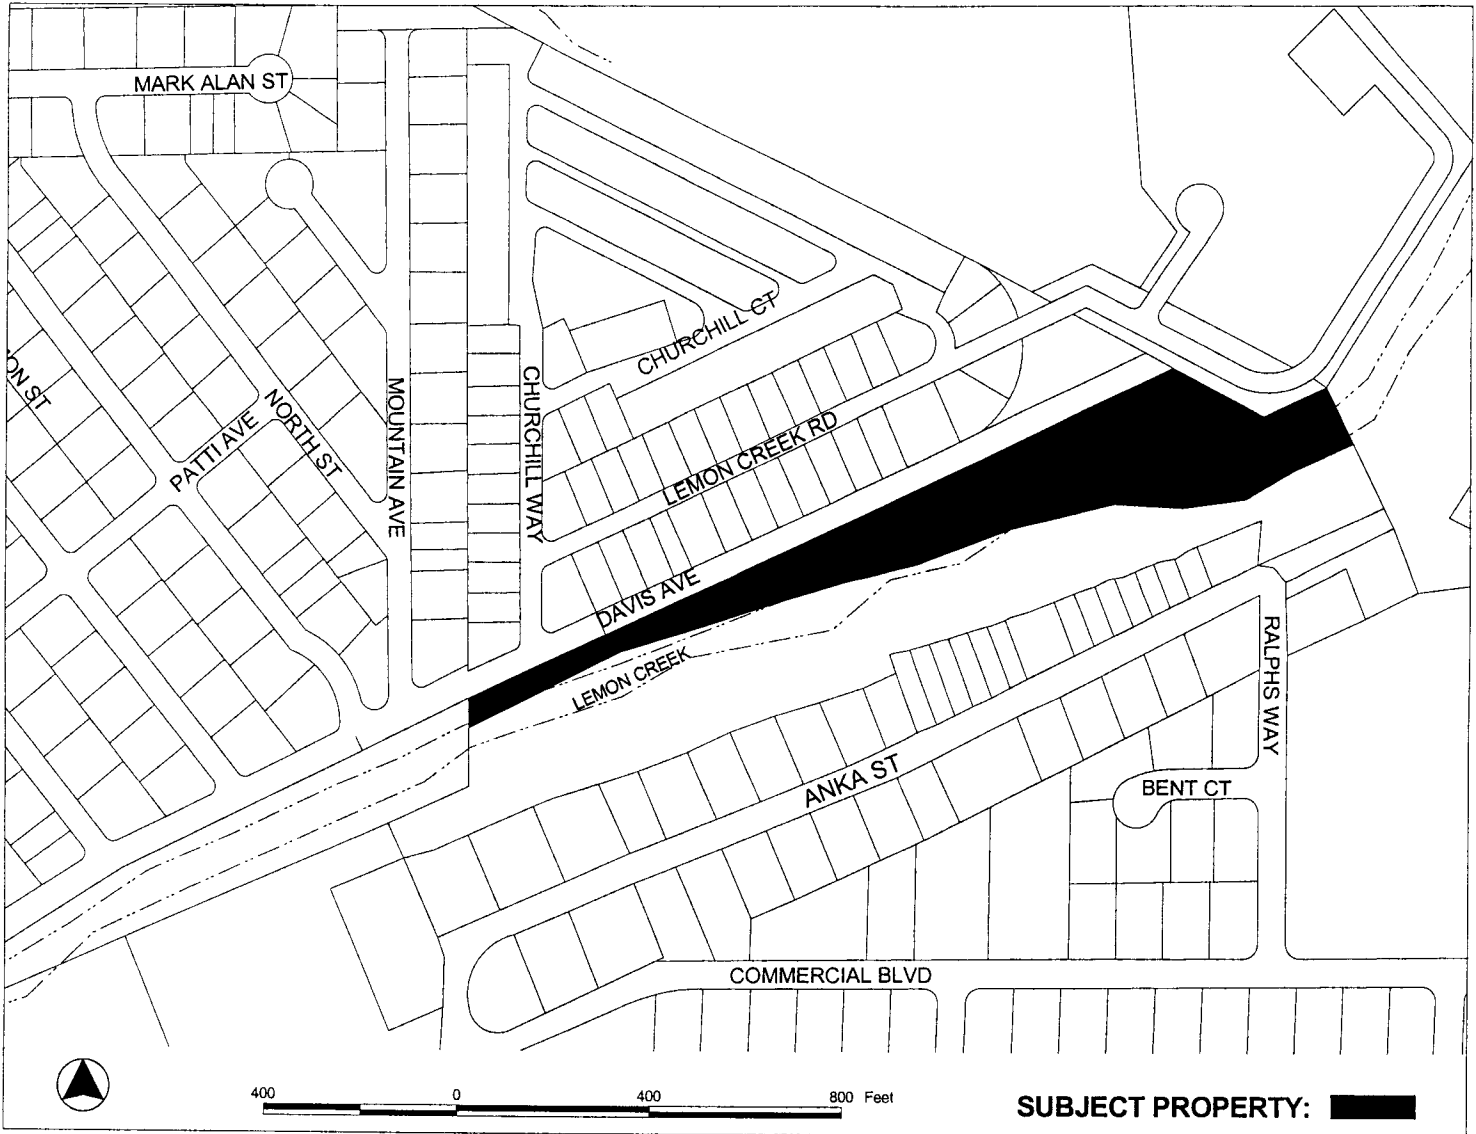 MARK ALAN ST
CHURCHILL CT
ON ST
MOUNTAIN AVE
CHURCHILL WAY
NORTH ST
PATTI AVE
LEMON CREEK RD
DAVIS AVE
LEMON CREEK
RALPHS WAY
ANKA ST
BENT CT
COMMERCIAL BLVD
400 0 400 800 Feet
SUBJECT PROPERTY: